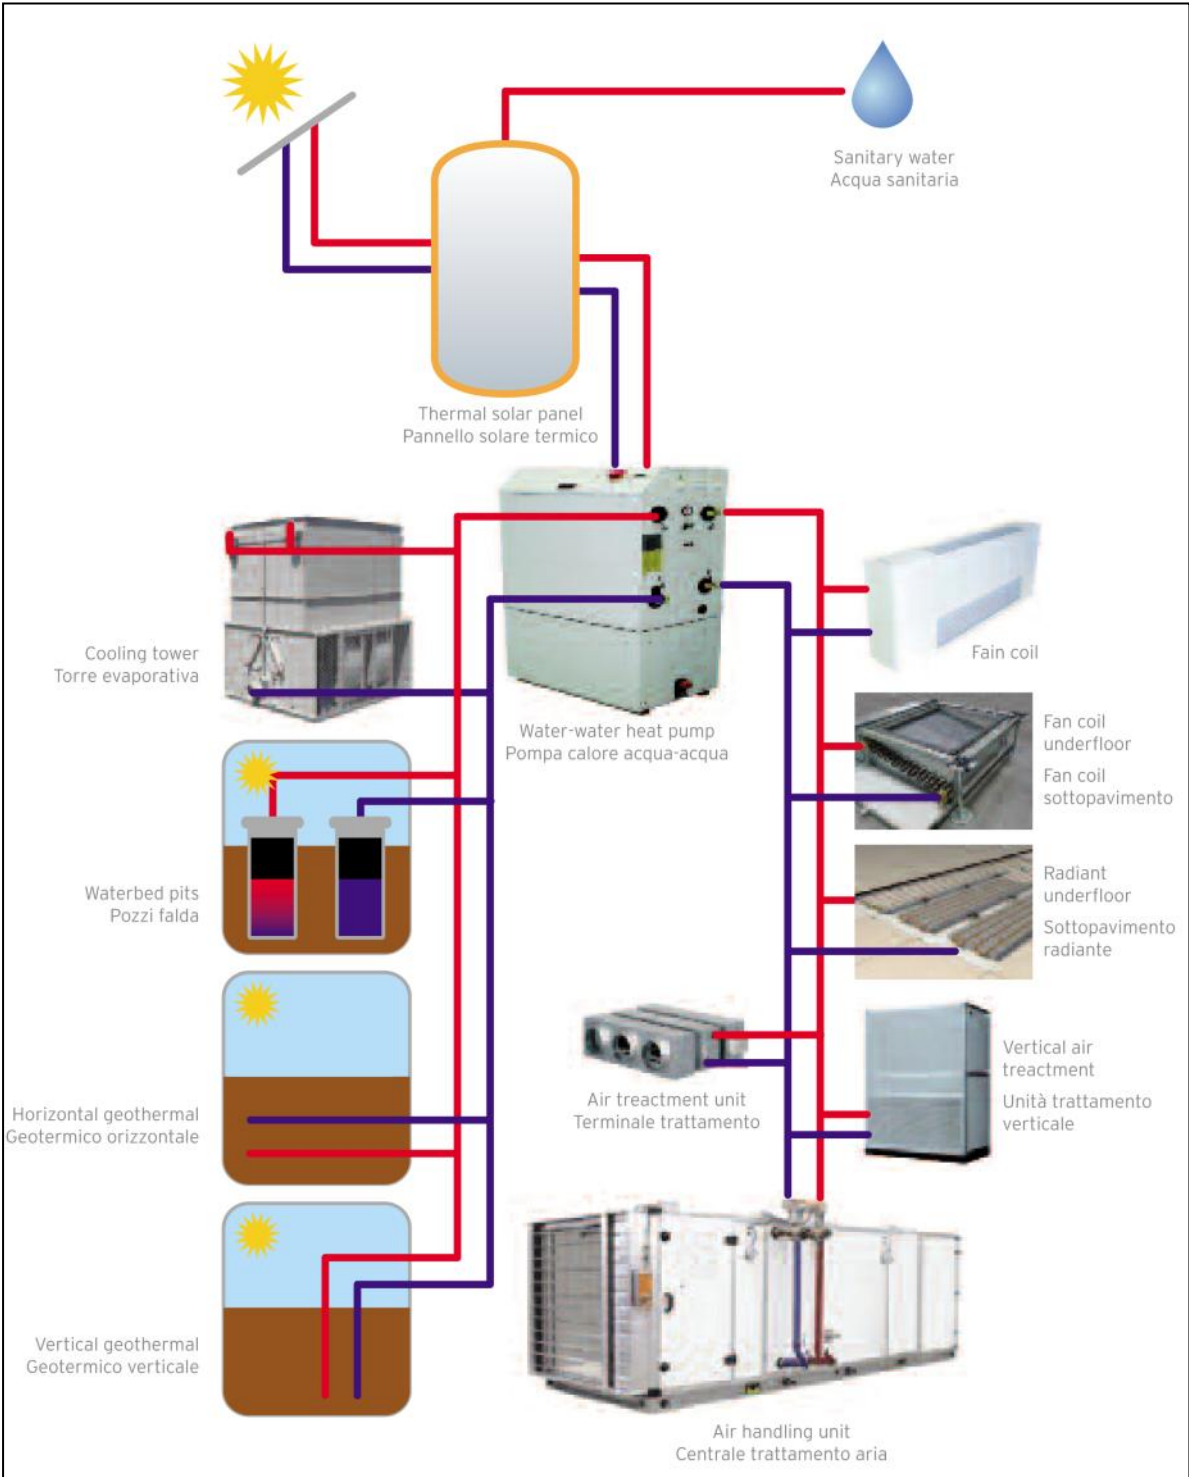 Sanitary water
Acqua sanitaria
Thermal solar panel
Pannello solare termico
Cooling tower
Torre evaporativa
Water-water heat pump
Pompa calore acqua-acqua
Fain coil
Fan coil
underfloor
Fan coil
sottopavimento
Waterbed pits
Pozzi falda
Radiant
underfloor
Sottopavimento
radiante
Horizontal geothermal
Geotermico orizzontale
Air treactment unit
Terminale trattamento
Vertical air
treactment
Unità trattamento
verticale
Vertical geothermal
Geotermico verticale
Air handling unit
Centrale trattamento aria